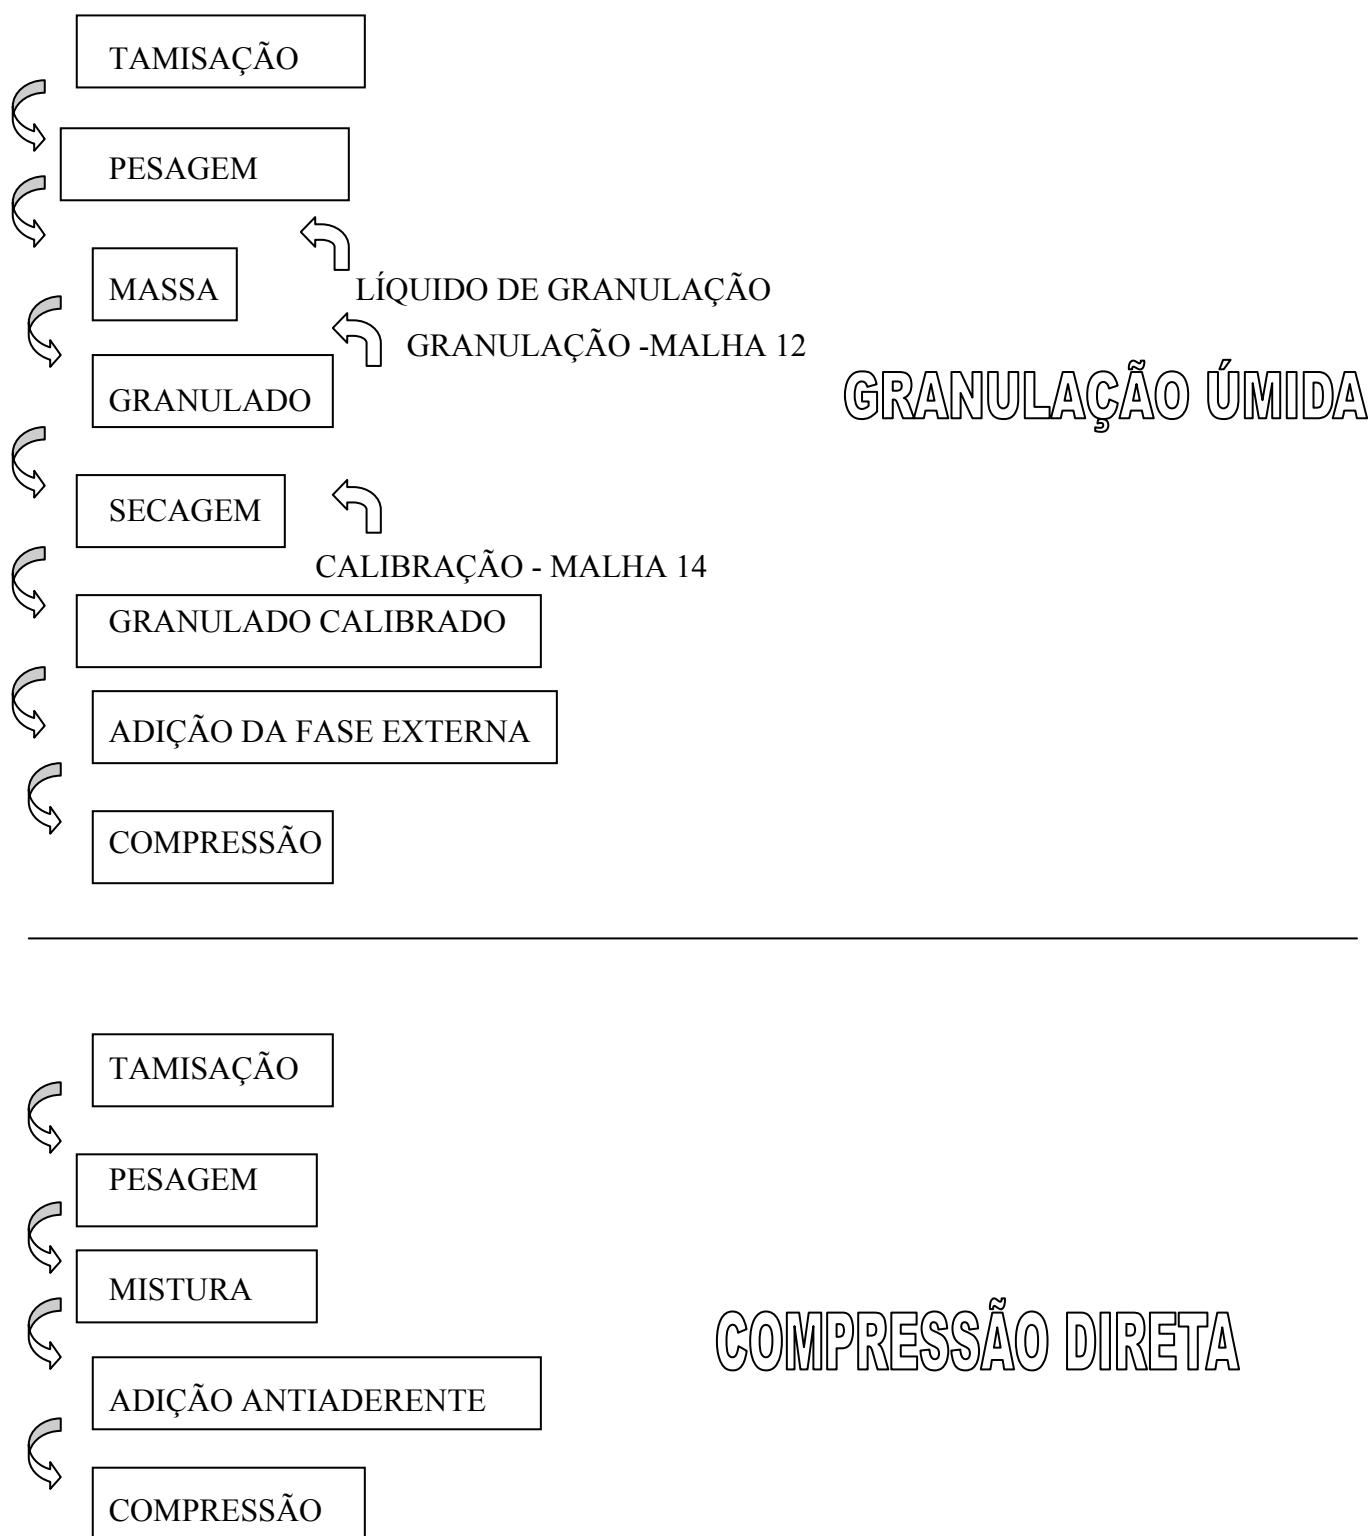 TAMISAÇÃO
PESAGEM
MASSA
LÍQUIDO DE GRANULAÇÃO
GRANULAÇÃO -MALHA 12
GRANULADO
GRANULAÇÃO ÚMIDA
SECAGEM
CALIBRAÇÃO - MALHA 14
GRANULADO CALIBRADO
ADIÇÃO DA FASE EXTERNA
COMPRESSÃO
TAMISAÇÃO
PESAGEM
MISTURA
COMPRESSÃO DIRETA
ADIÇÃO ANTIADERENTE
COMPRESSÃO